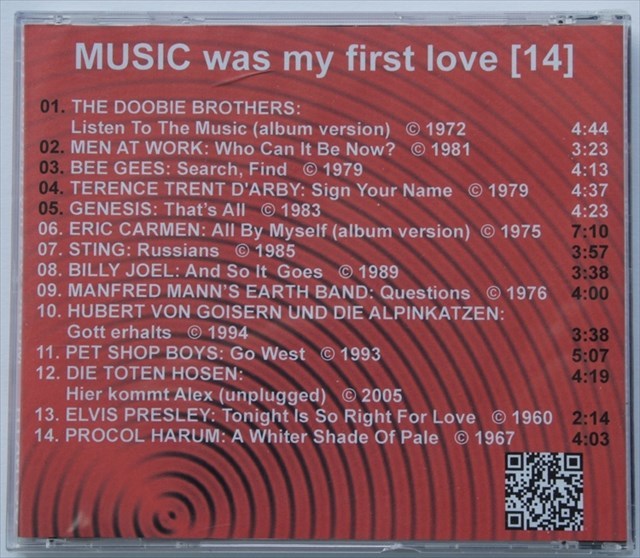 MUSIC was my first love [14]
01. THE DOOBIE BROTHERS:
Listen To The Music (album version) © 1972 4:44
02. MEN AT WORK: Who Can It Be Now? © 1981 3:23
03. BEE GEES: Search, Find © 1979 4:13
04. TERENCE TRENT D'ARBY: Sign Your Name © 1979 4:37
05. GENESIS: That's All © 1983 4:23
06. ERIC CARMEN: All By Myself (album version) © 1975 7:10
07. STING: Russians © 1985 3:57
08. BILLY JOEL: And So It Goes © 1989 3:38
09. MANFRED MANN'S EARTH BAND: Questions © 1976 4:00
10. HUBERT VON GOISERN UND DIE ALPINKATZEN:
Gott erhalts © 1994 3:38
11. PET SHOP BOYS: Go West © 1993 5:07
12. DIE TOTEN HOSEN: 4:19
Hier kommt Alex (unplugged) © 2005
13. ELVIS PRESLEY: Tonight Is So Right For Love © 1960 2:14
14. PROCOL HARUM: A Whiter Shade Of Pale © 1967 4:03